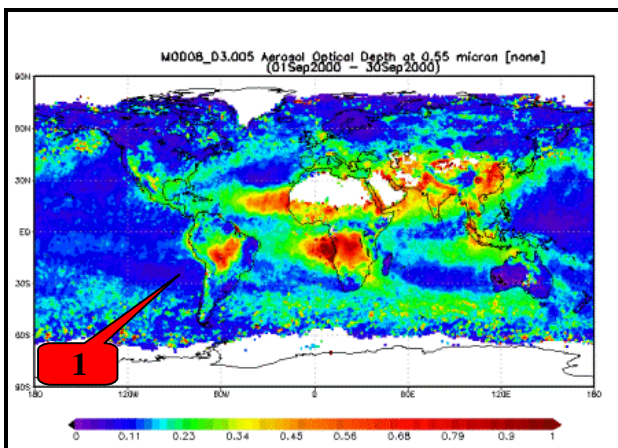 MOD08_D3.005 Aerosol Optical Depth at 0.55 micron [none]
(01Sep2000 — 30Sep2000)
90N
60N
30N
EQ
30S
60S
90S
180 120W 60W 0 60E 120E 180
1
0 0.11 0.23 0.34 0.45 0.56 0.68 0.79 0.9 1